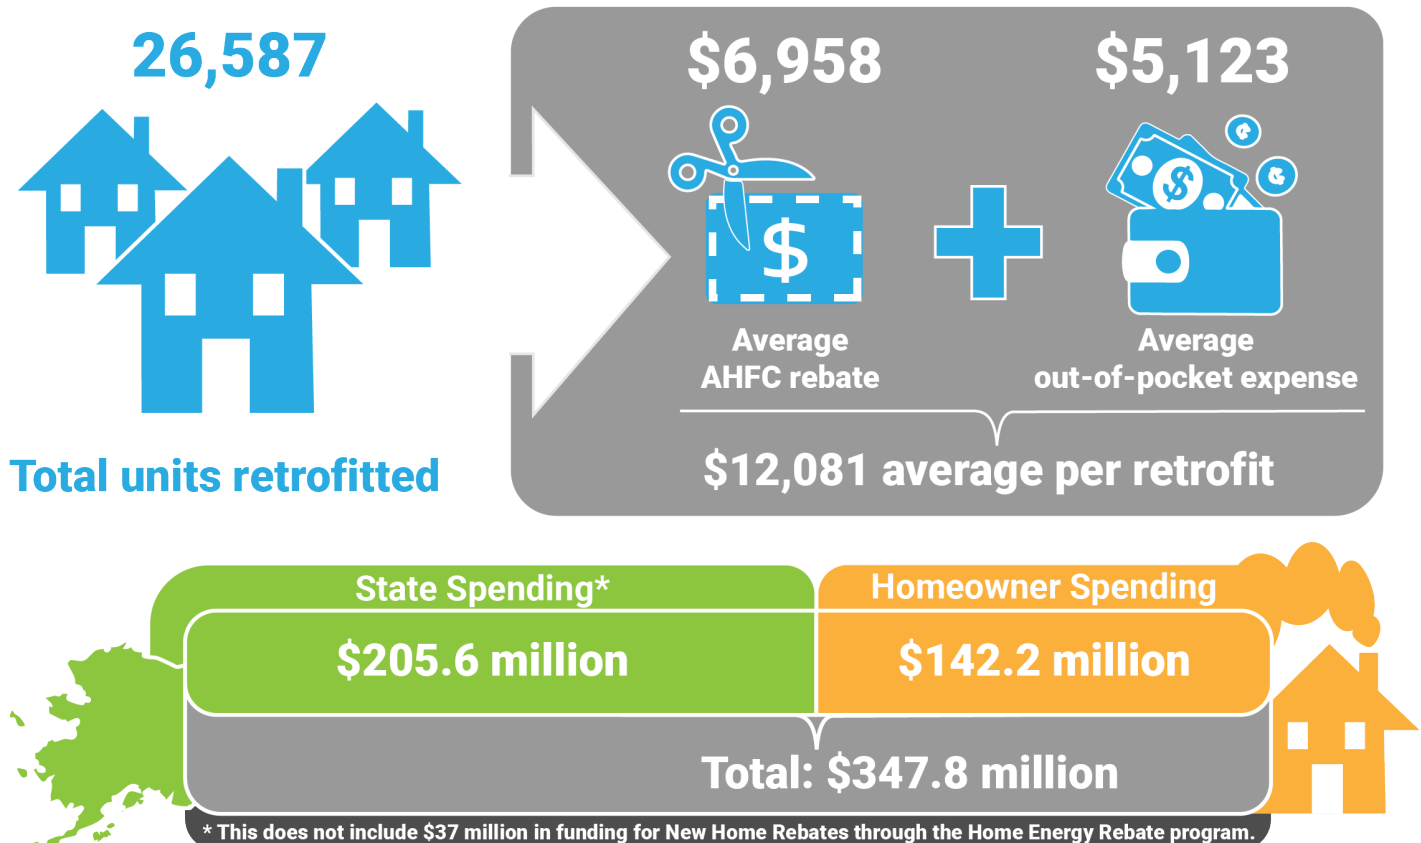 26,587
Total units retrofitted
$6,958
$5,123
$
$
Average
AHFC rebate
Average
out-of-pocket expense
$12,081 average per retrofit
State Spending*
Homeowner Spending
$205.6 million
$142.2 million
Total: $347.8 million
* This does not include $37 million in funding for New Home Rebates through the Home Energy Rebate program.